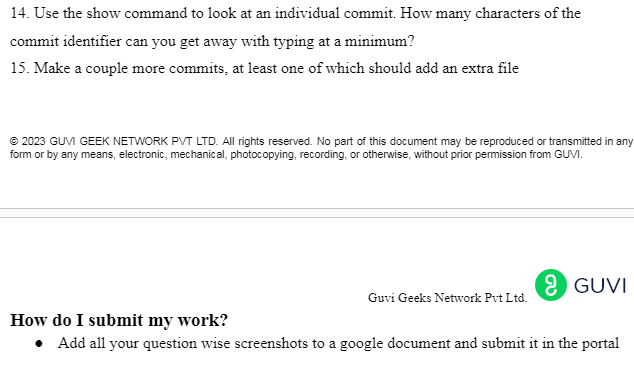 14. Use the show command to look at an individual commit. How many characters of the
commit identifier can you get away with typing at a minimum?
15. Make a couple more commits, at least one of which should add an extra file
© 2023 GUVI GEEK NETWORK PVT LTD. All rights reserved. No part of this document may be reproduced or transmitted in any
form or by any means, electronic, mechanical, photocopying, recording, or otherwise, without prior permission from GUVI.
GUVI
Guvi Geeks Network Pvt Ltd.
How do I submit my work?
● Add all your question wise screenshots to a google document and submit it in the portal